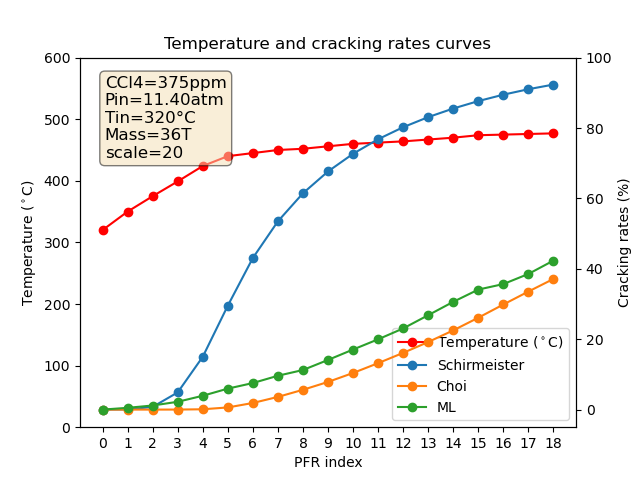 Temperature and cracking rates curves
CCl4=375ppm
Pin=11.40atm
Tin=320°C
Mass=36T
scale=20
Temperature (°C)
600
500
400
300
200
100
0
Cracking rates (%)
100
80
60
40
20
0
Temperature (°C)
Schirmeister
Choi
ML
0 1 2 3 4 5 6 7 8 9 10 11 12 13 14 15 16 17 18
PFR index